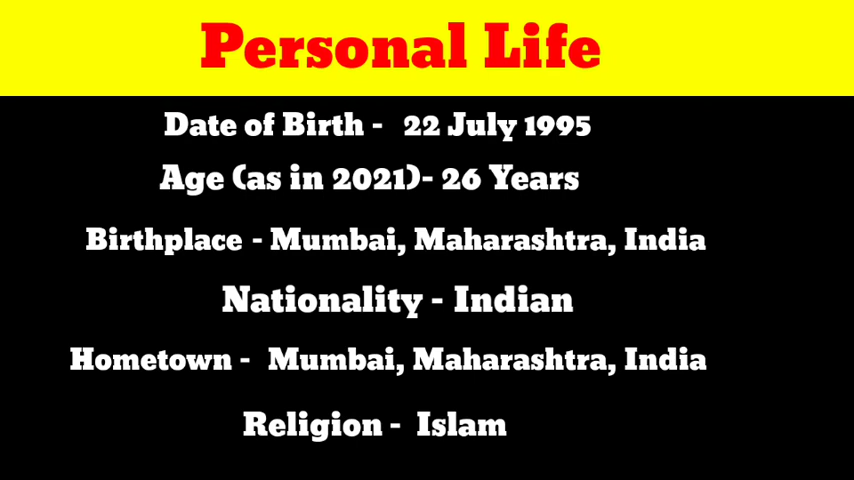 Personal Life
Date of Birth - 22 July 1995
Age (as in 2021)- 26 Years
Birthplace - Mumbai, Maharashtra, India
Nationality - Indian
Hometown - Mumbai, Maharashtra, India
Religion - Islam